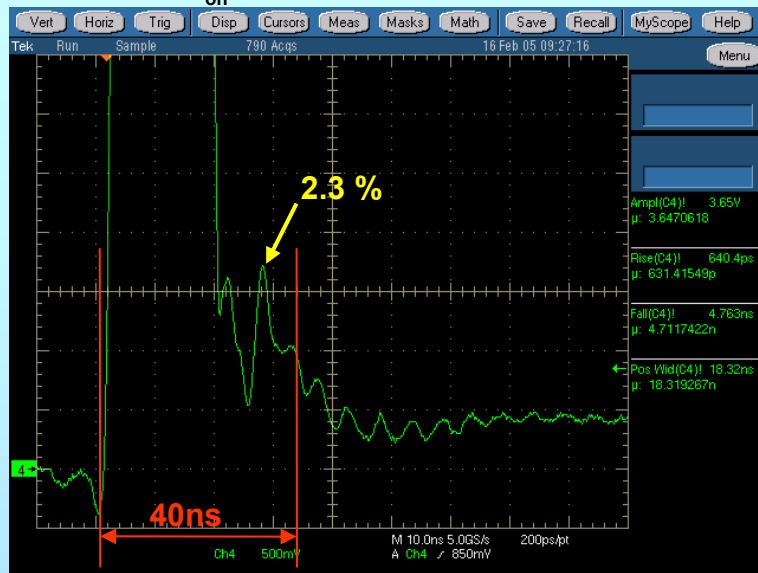 on
Vert Horiz Trig Disp Cursors Meas Masks Math Save Recall MyScope Help
Tek Run Sample 790 Acqs 16 Feb 05 09:27:16
Menu
2.3 %
Ampl(C4)! 3.65V
µ: 3.6470618
Rise(C4)! 640.4ps
µ: 631.41549p
Fall(C4)! 4.763ns
µ: 4.7117422n
Pos Wid(C4)! 18.32ns
µ: 18.319267n
4
40ns
M 10.0ns 5.0GS/s 200ps/pt
Ch4 500mV A Ch4 850mV